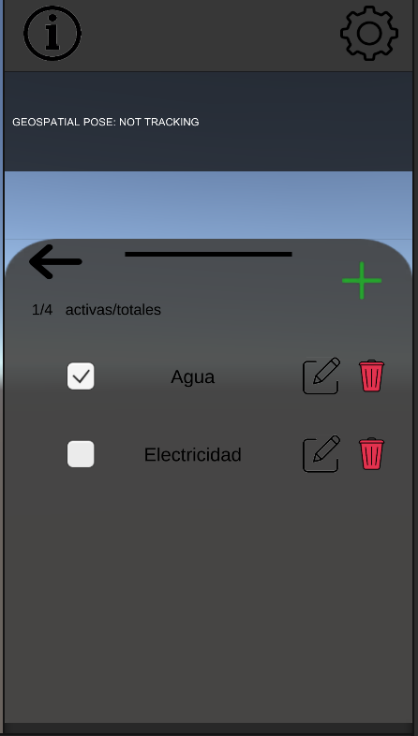 GEOSPATIAL POSE: NOT TRACKING
1/4 activas/totales
Agua
Electricidad